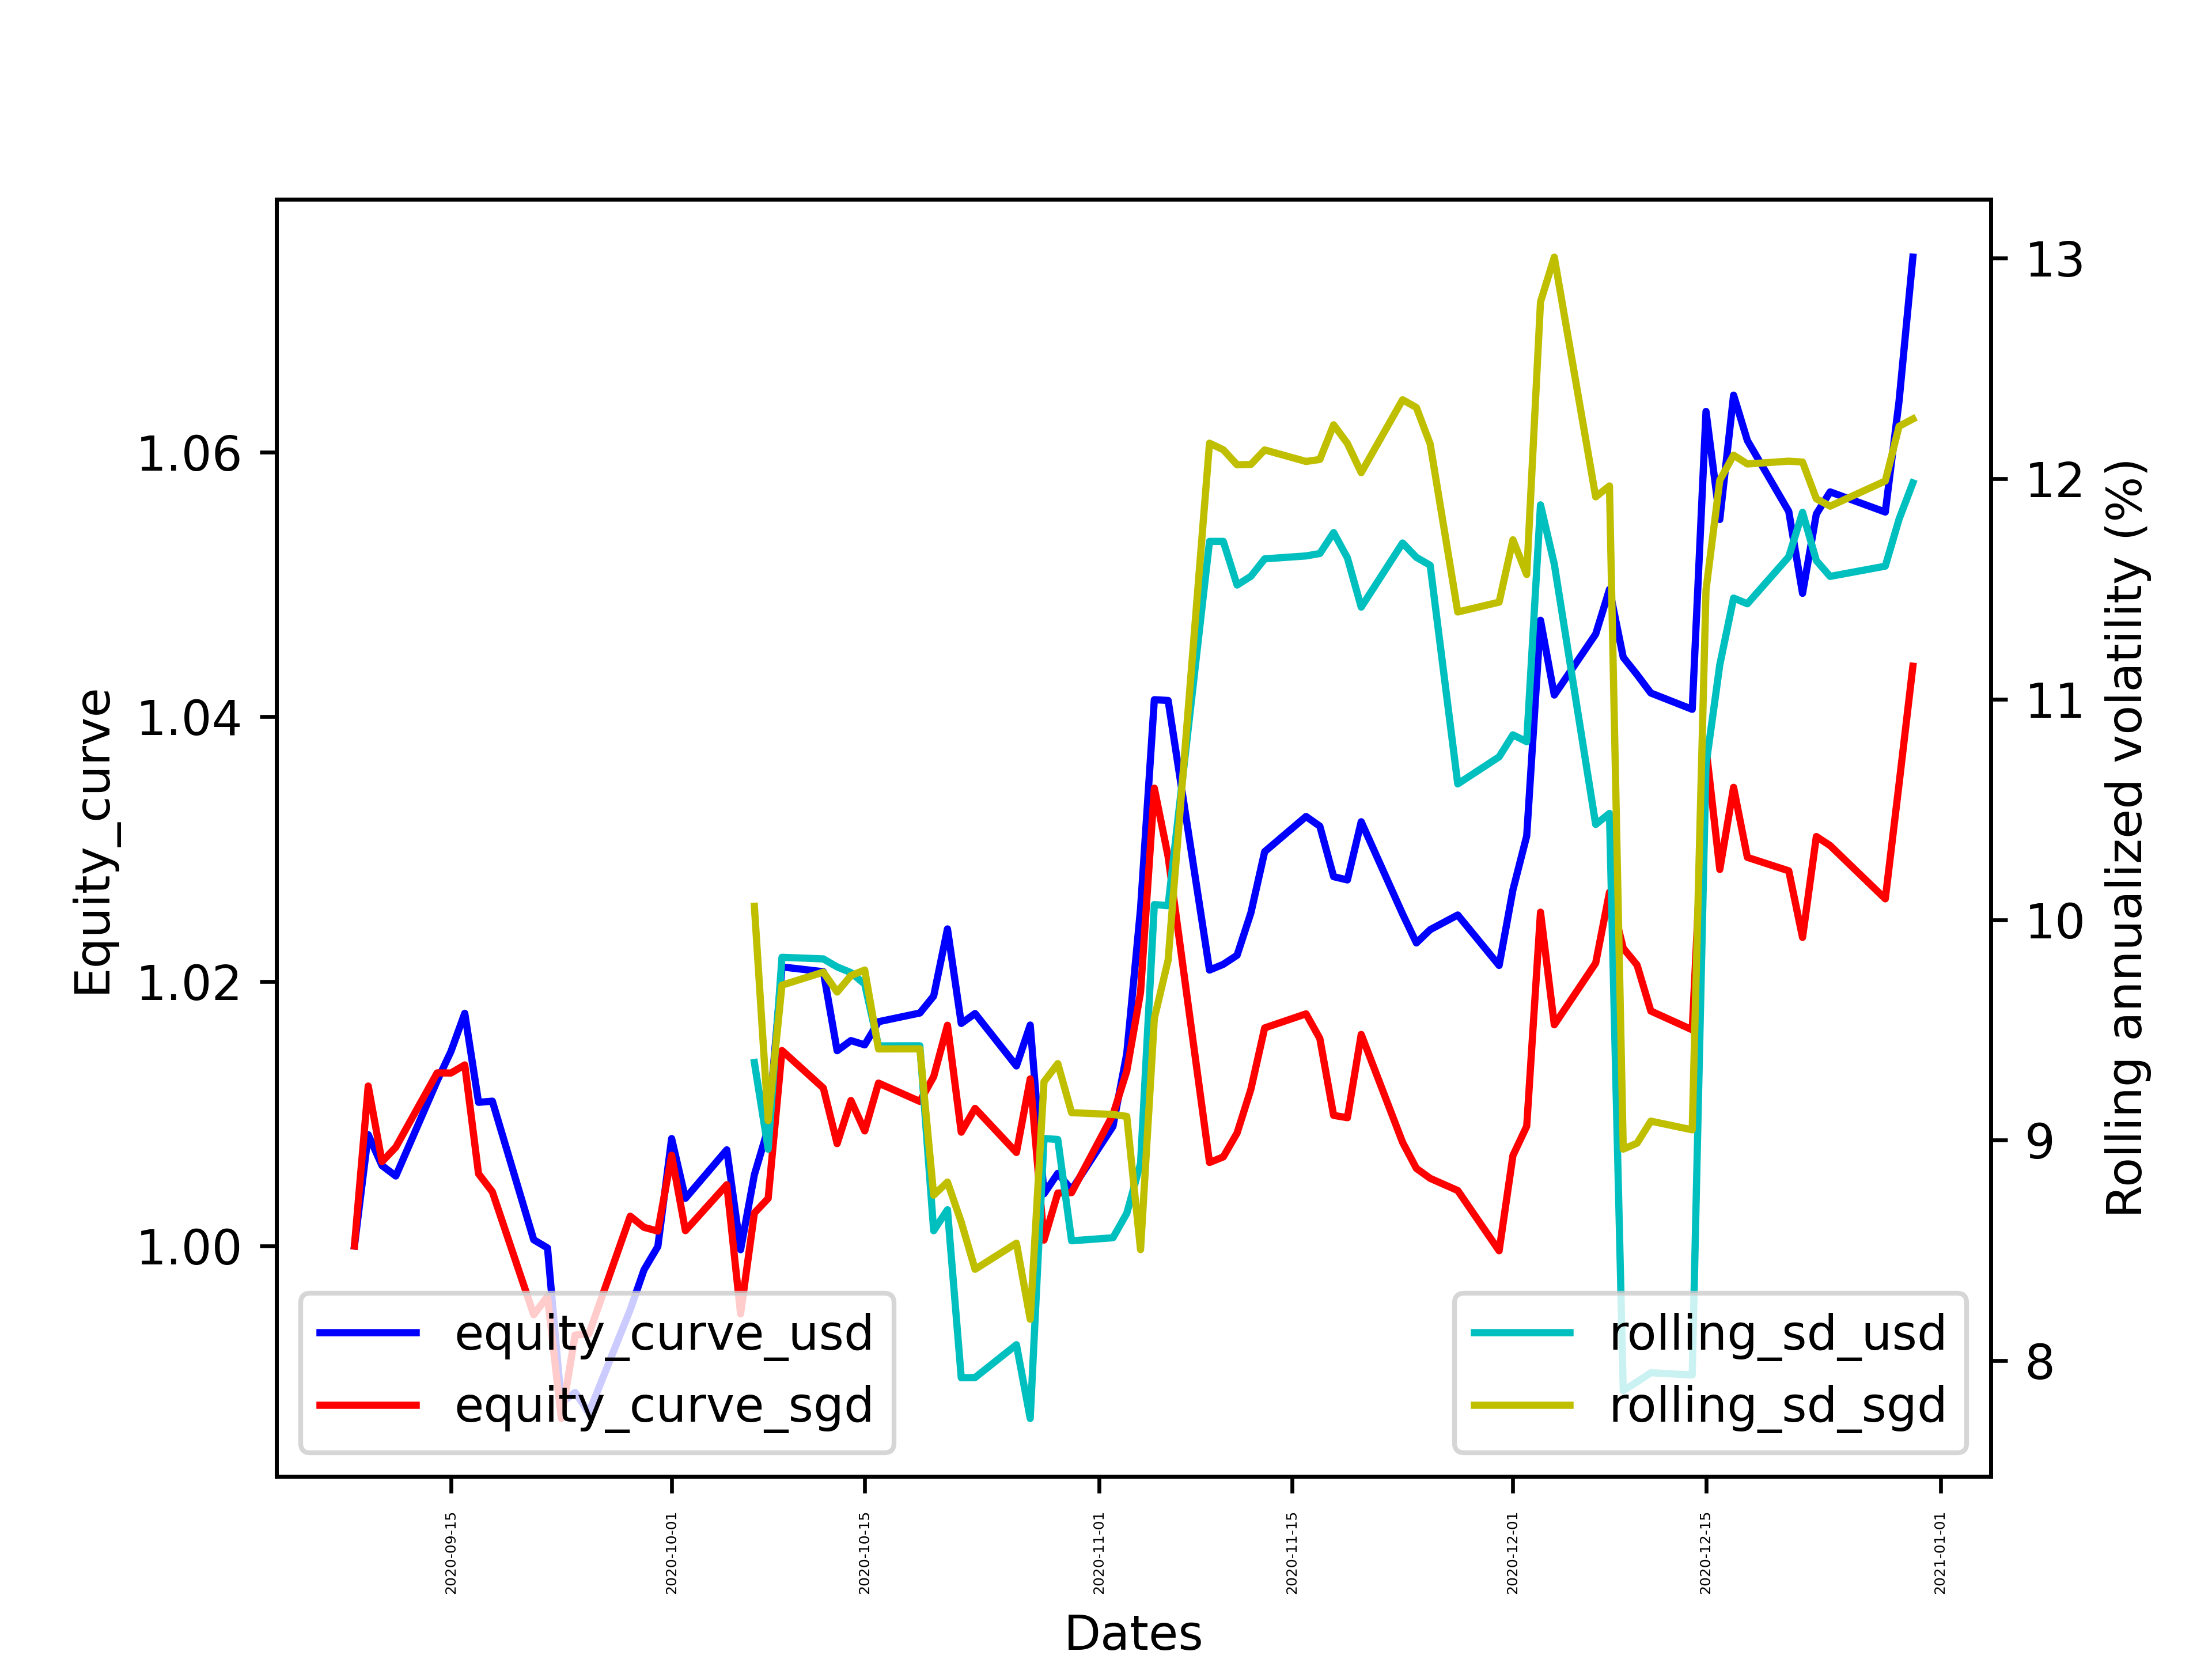 Equity_curve
1.06
1.04
1.02
1.00
13
12
11
10
9
8
Rolling annualized volatility (%)
equity_curve_usd
equity_curve_sgd
rolling_sd_usd
rolling_sd_sgd
2020-09-15
2020-10-01
2020-10-15
2020-11-01
2020-11-15
2020-12-01
2020-12-15
2021-01-01
Dates